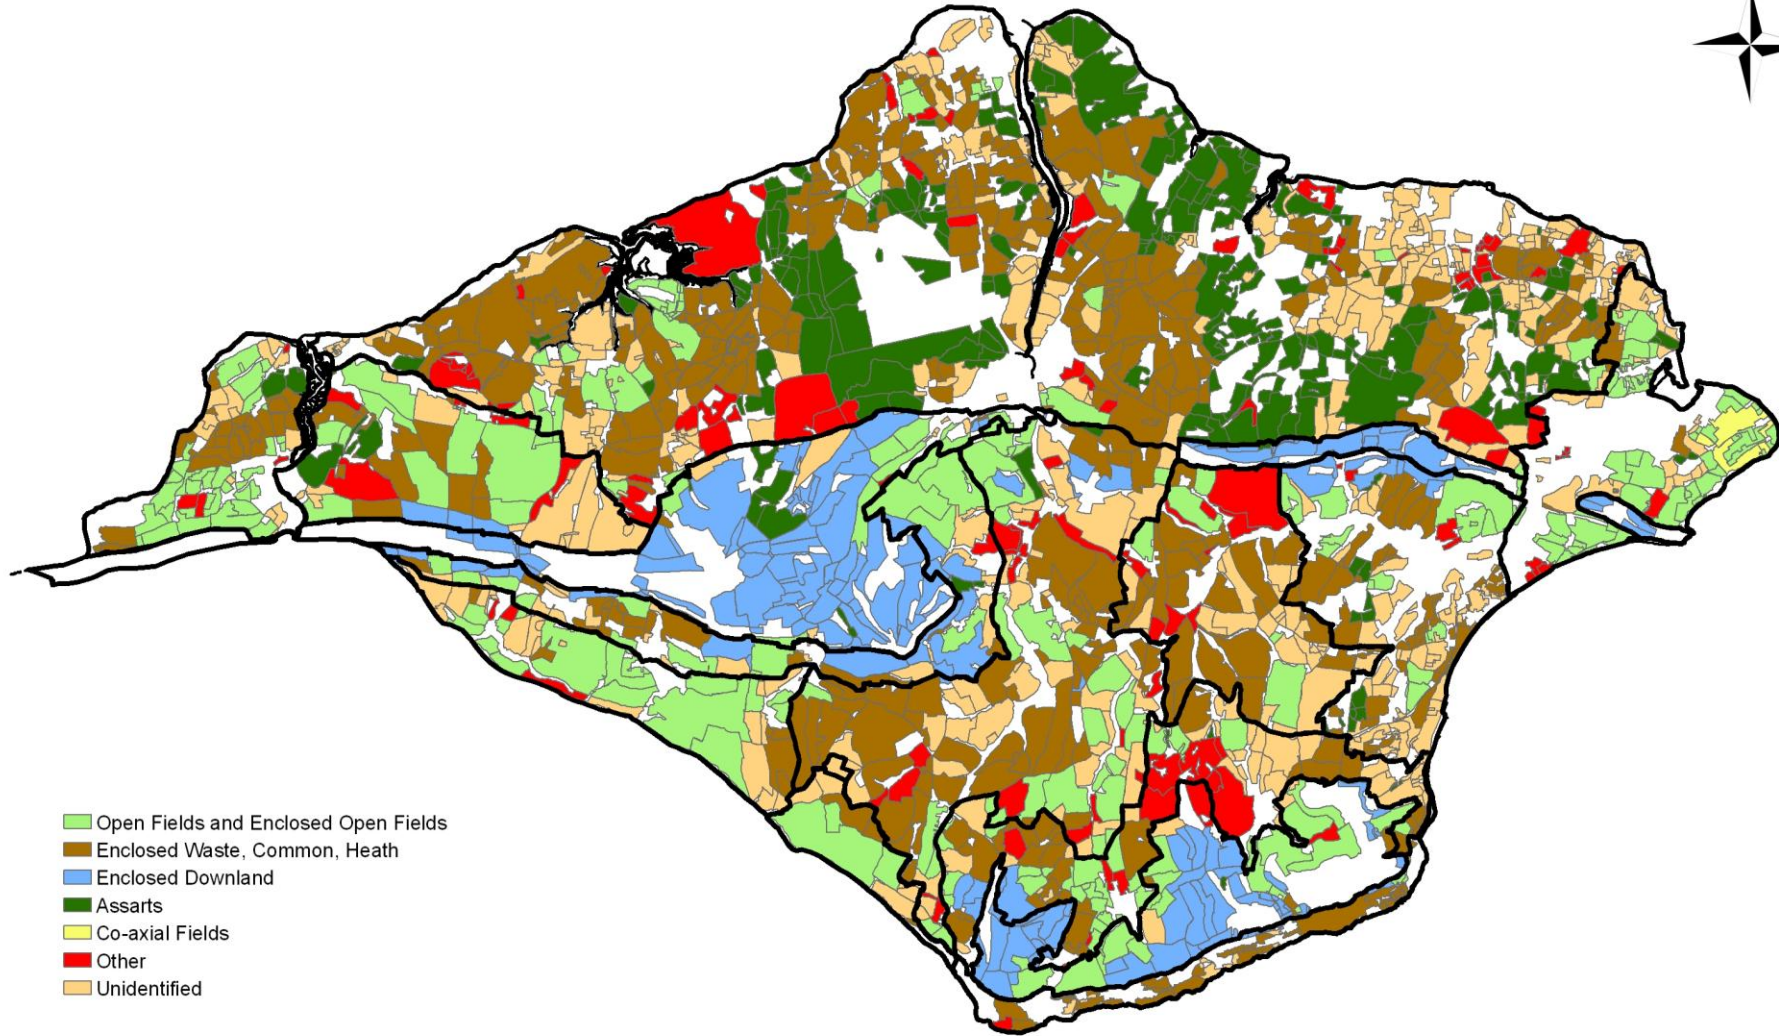 Open Fields and Enclosed Open Fields
Enclosed Waste, Common, Heath
Enclosed Downland
Assarts
Co-axial Fields
Other
Unidentified